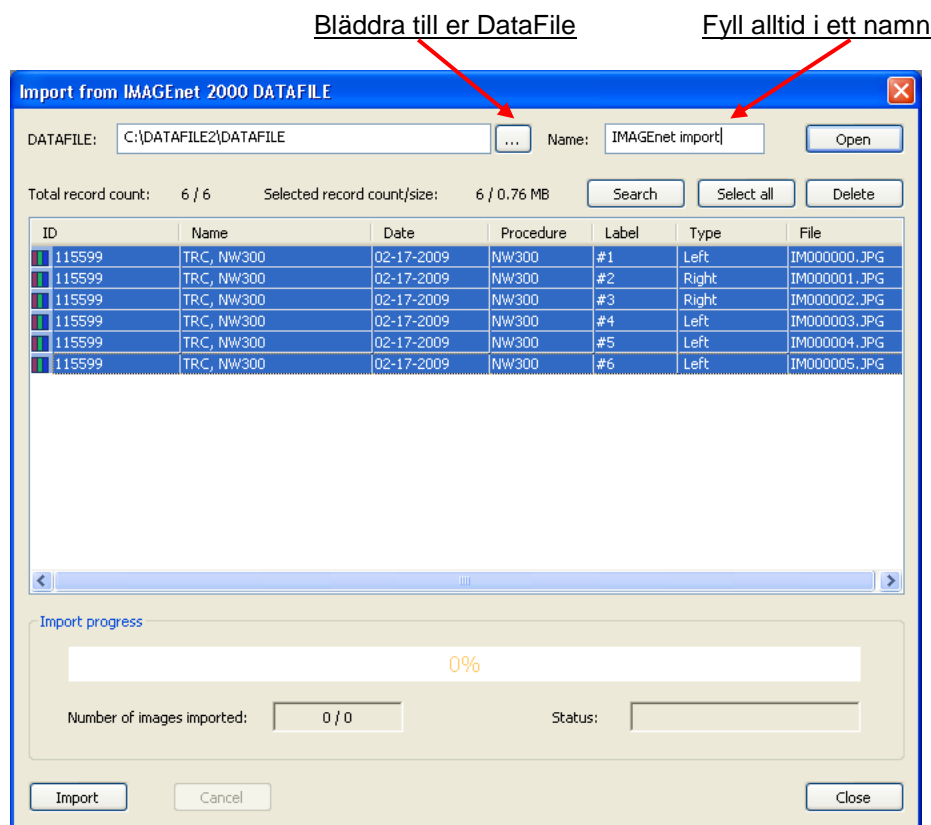 Bläddra till er DataFile Fyll alltid i ett namn
Import from IMAGEnet 2000 DATAFILE
DATAFILE: C:\DATAFILE2\DATAFILE ... Name: IMAGEnet import Open
Total record count: 6 / 6 Selected record count/size: 6 / 0.76 MB Search Select all Delete
ID Name Date Procedure Label Type File
115599 TRC, NW300 02-17-2009 NW300 #1 Left IM000000.JPG
115599 TRC, NW300 02-17-2009 NW300 #2 Right IM000001.JPG
115599 TRC, NW300 02-17-2009 NW300 #3 Right IM000002.JPG
115599 TRC, NW300 02-17-2009 NW300 #4 Left IM000003.JPG
115599 TRC, NW300 02-17-2009 NW300 #5 Left IM000004.JPG
115599 TRC, NW300 02-17-2009 NW300 #6 Left IM000005.JPG
Import progress
0%
Number of images imported: 0 / 0 Status:
Import Cancel Close